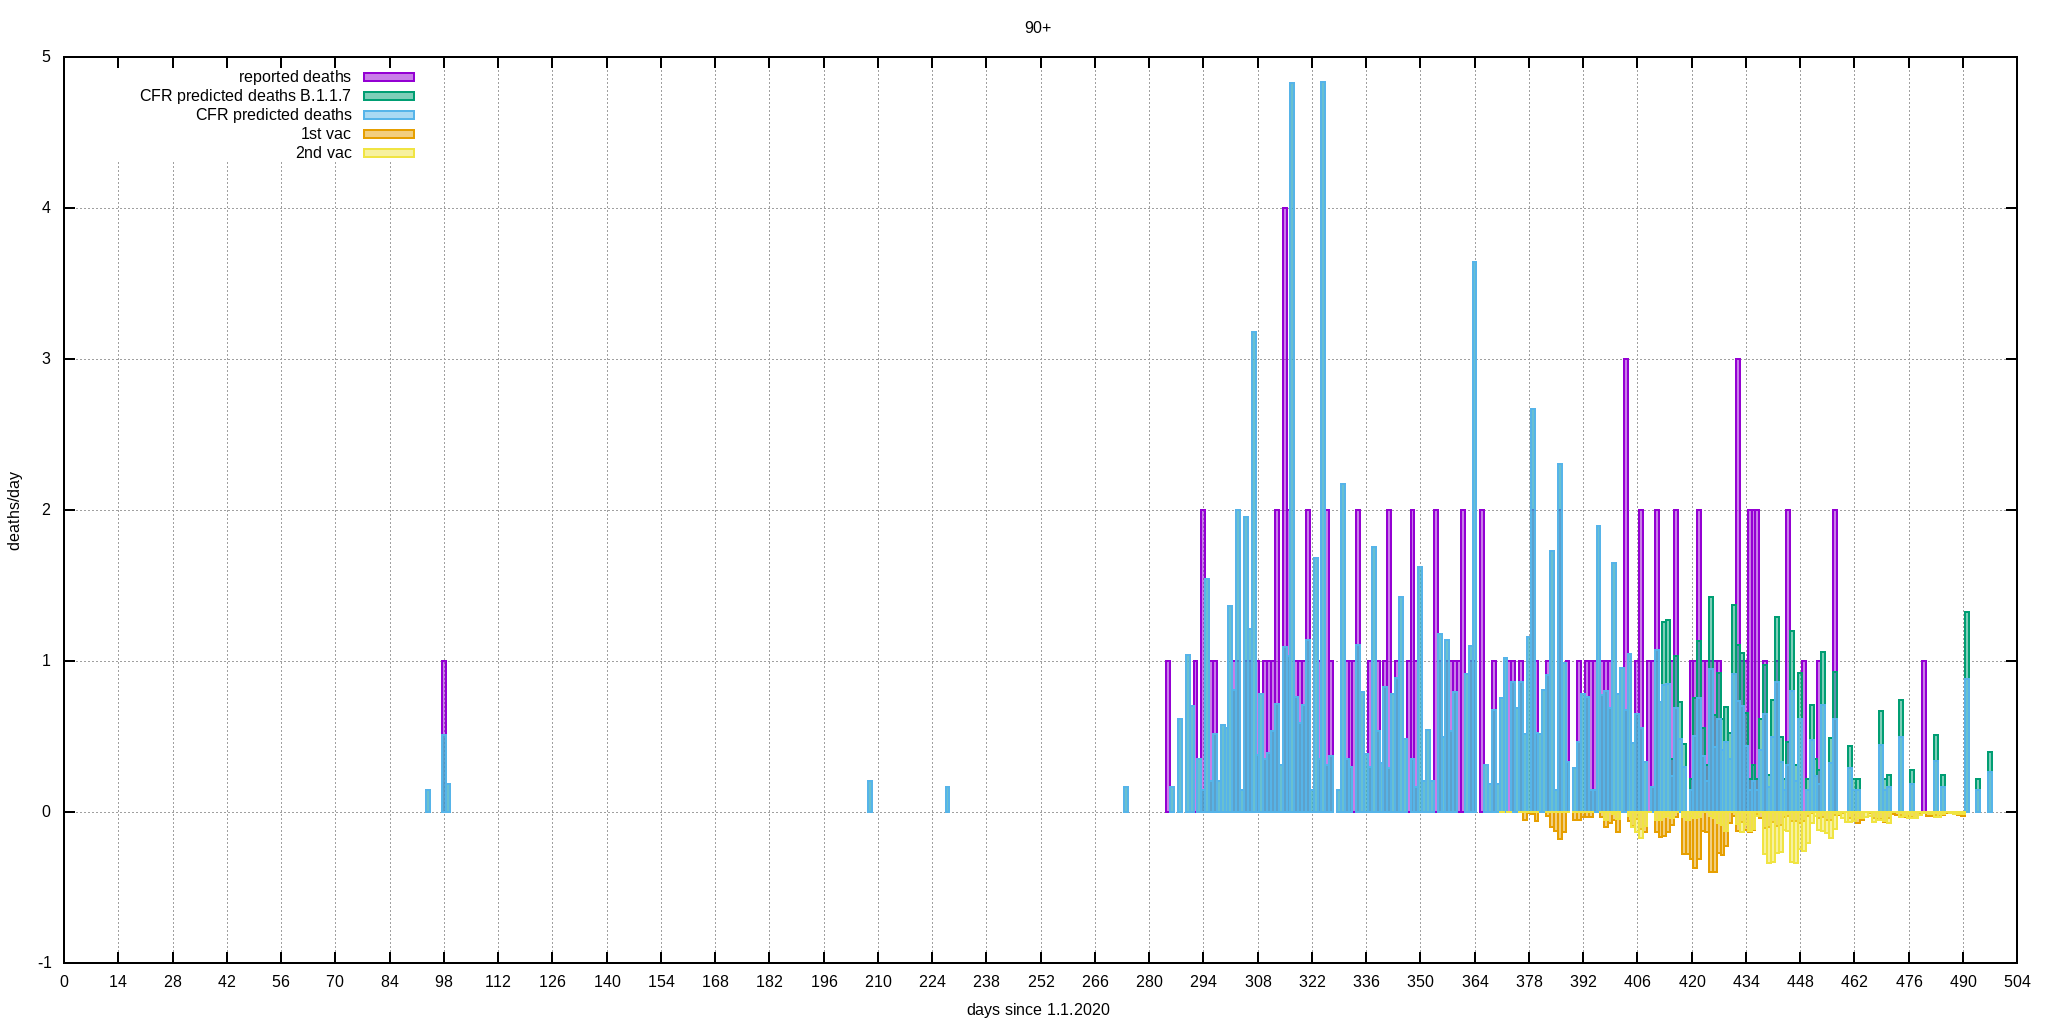 90+
5
reported deaths
CFR predicted deaths B.1.1.7
CFR predicted deaths
1st vac
2nd vac
4
3
2
1
0
-1
deaths/day
0 14 28 42 56 70 84 98 112 126 140 154 168 182 196 210 224 238 252 266 280 294 308 322 336 350 364 378 392 406 420 434 448 462 476 490 504
days since 1.1.2020